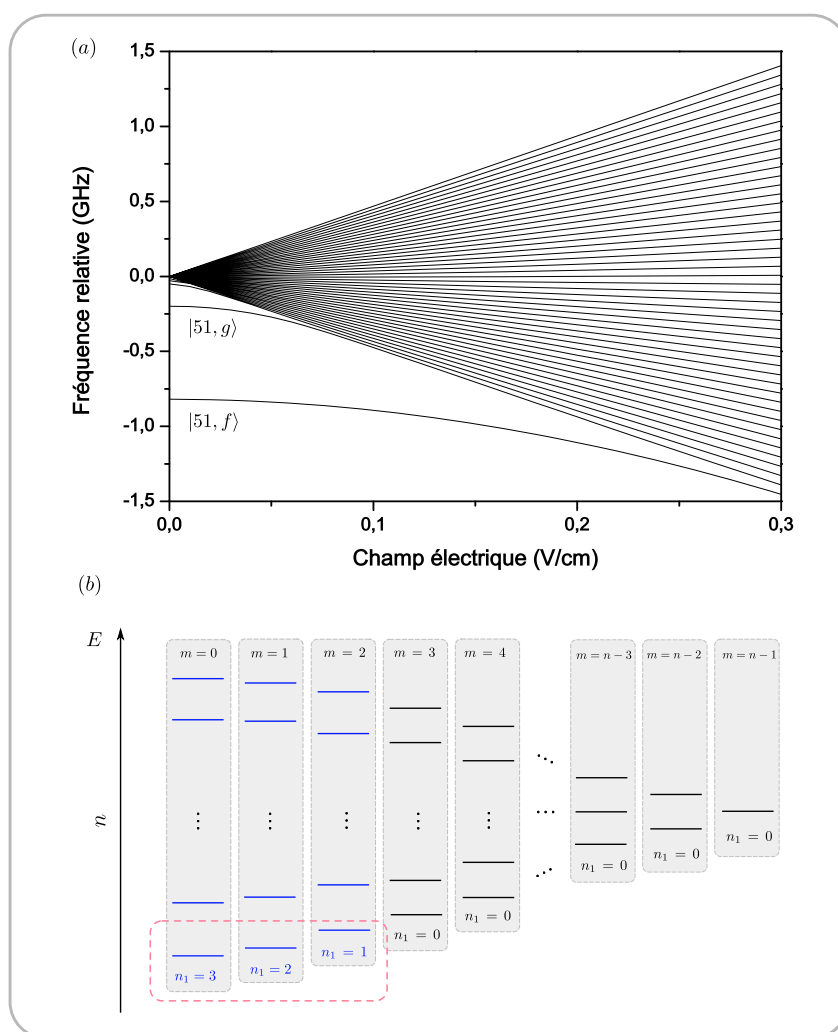 (a)
1,5
1,0
0,5
0,0
-0,5
-1,0
-1,5
Fréquence relative (GHz)
|51, g⟩
|51, f⟩
0,0 0,1 0,2 0,3
Champ électrique (V/cm)
(b)
E
n
m = 0 m = 1 m = 2 m = 3 m = 4 m = n − 3 m = n − 2 m = n − 1
n₁ = 3 n₁ = 2 n₁ = 1 n₁ = 0 n₁ = 0 n₁ = 0 n₁ = 0 n₁ = 0